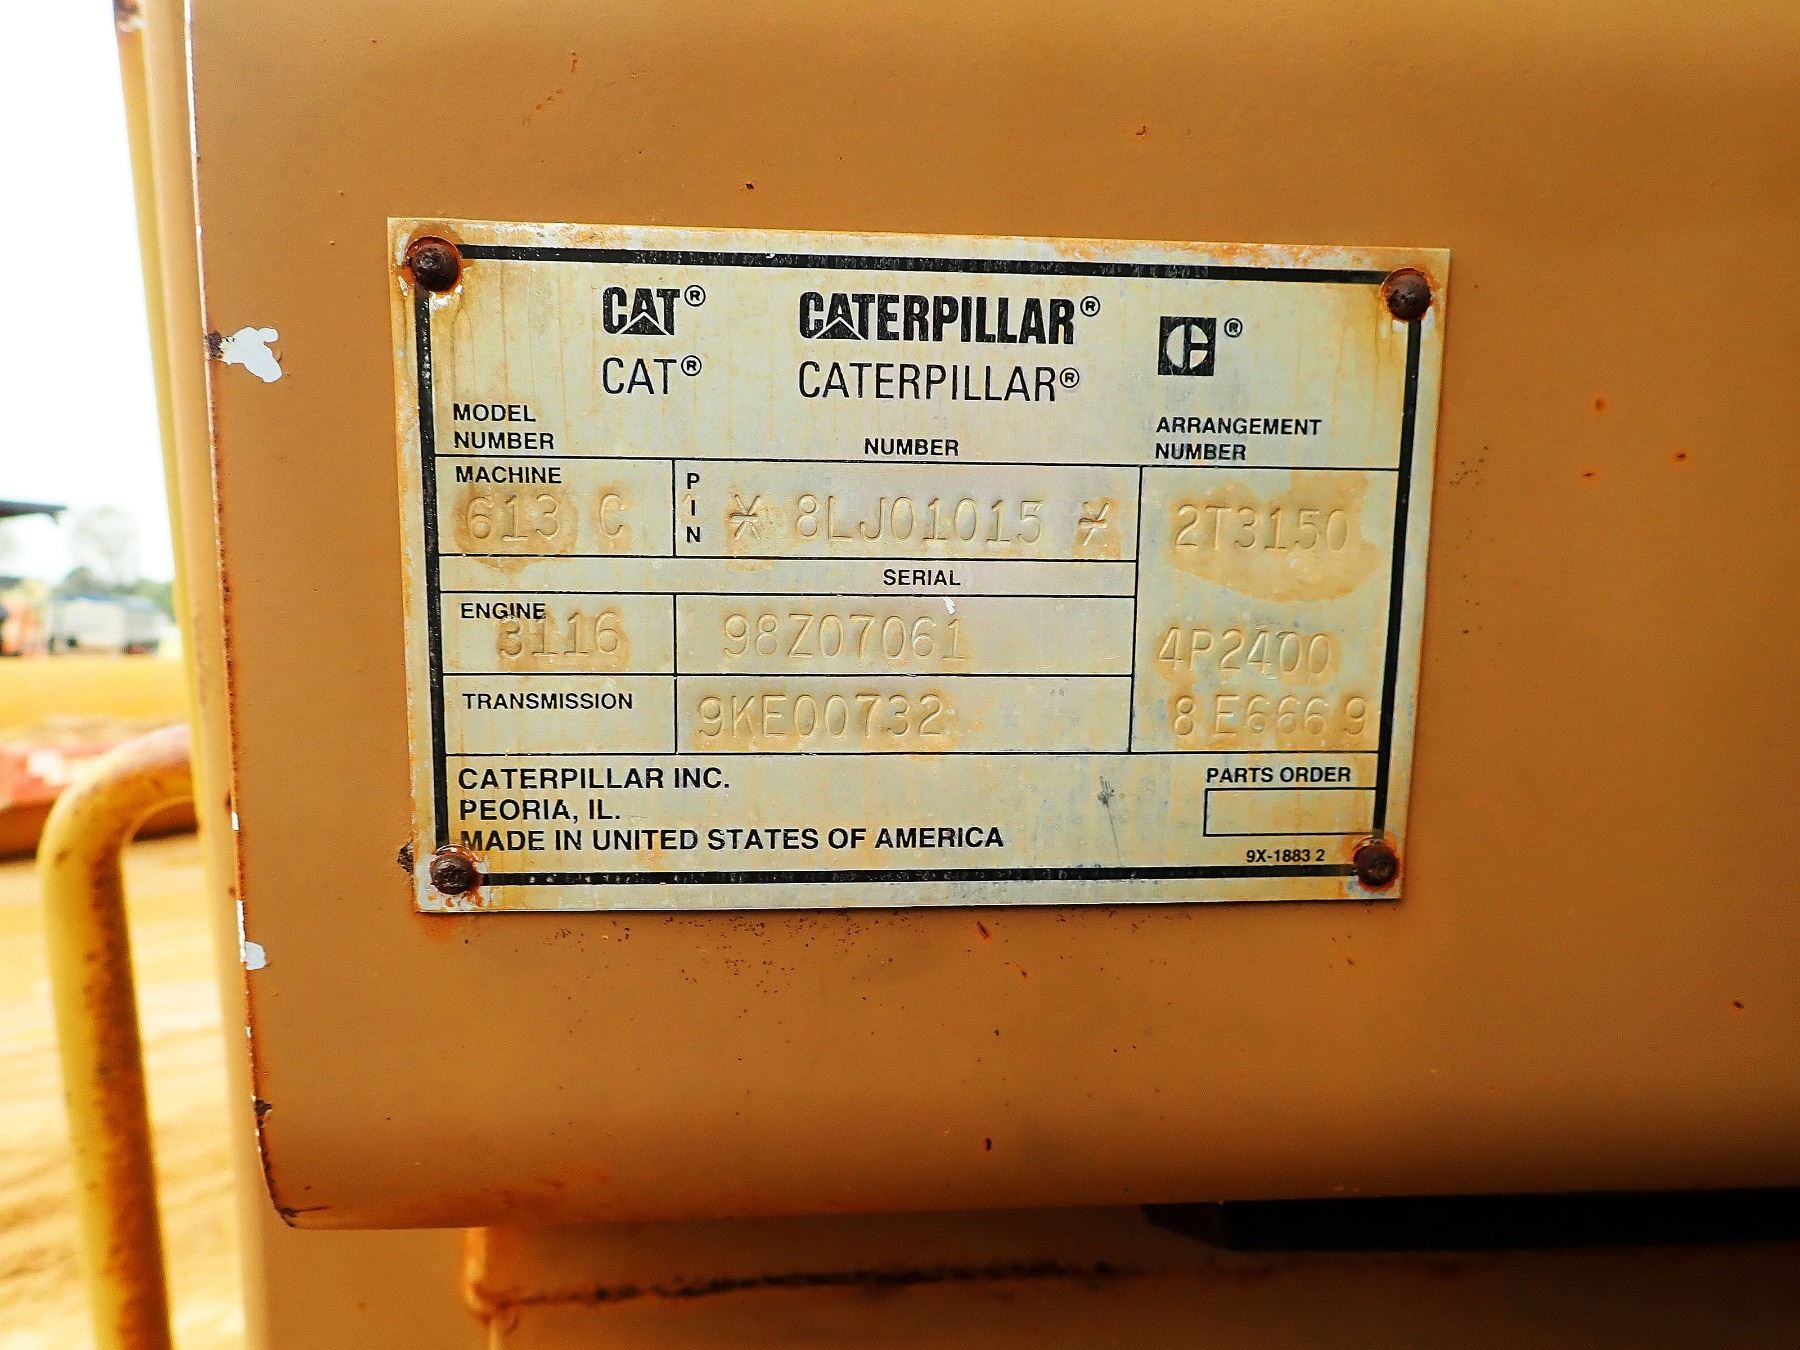 CAT® CATERPILLAR® C®
CAT® CATERPILLAR®
MODEL NUMBER NUMBER ARRANGEMENT NUMBER
MACHINE PIN
613 C * 8LJ01015 * 2T3150
SERIAL
ENGINE
3116 98Z07061 4P2400
TRANSMISSION 9KE00732 8E6669
CATERPILLAR INC. PARTS ORDER
PEORIA, IL.
MADE IN UNITED STATES OF AMERICA
9X-1883 2